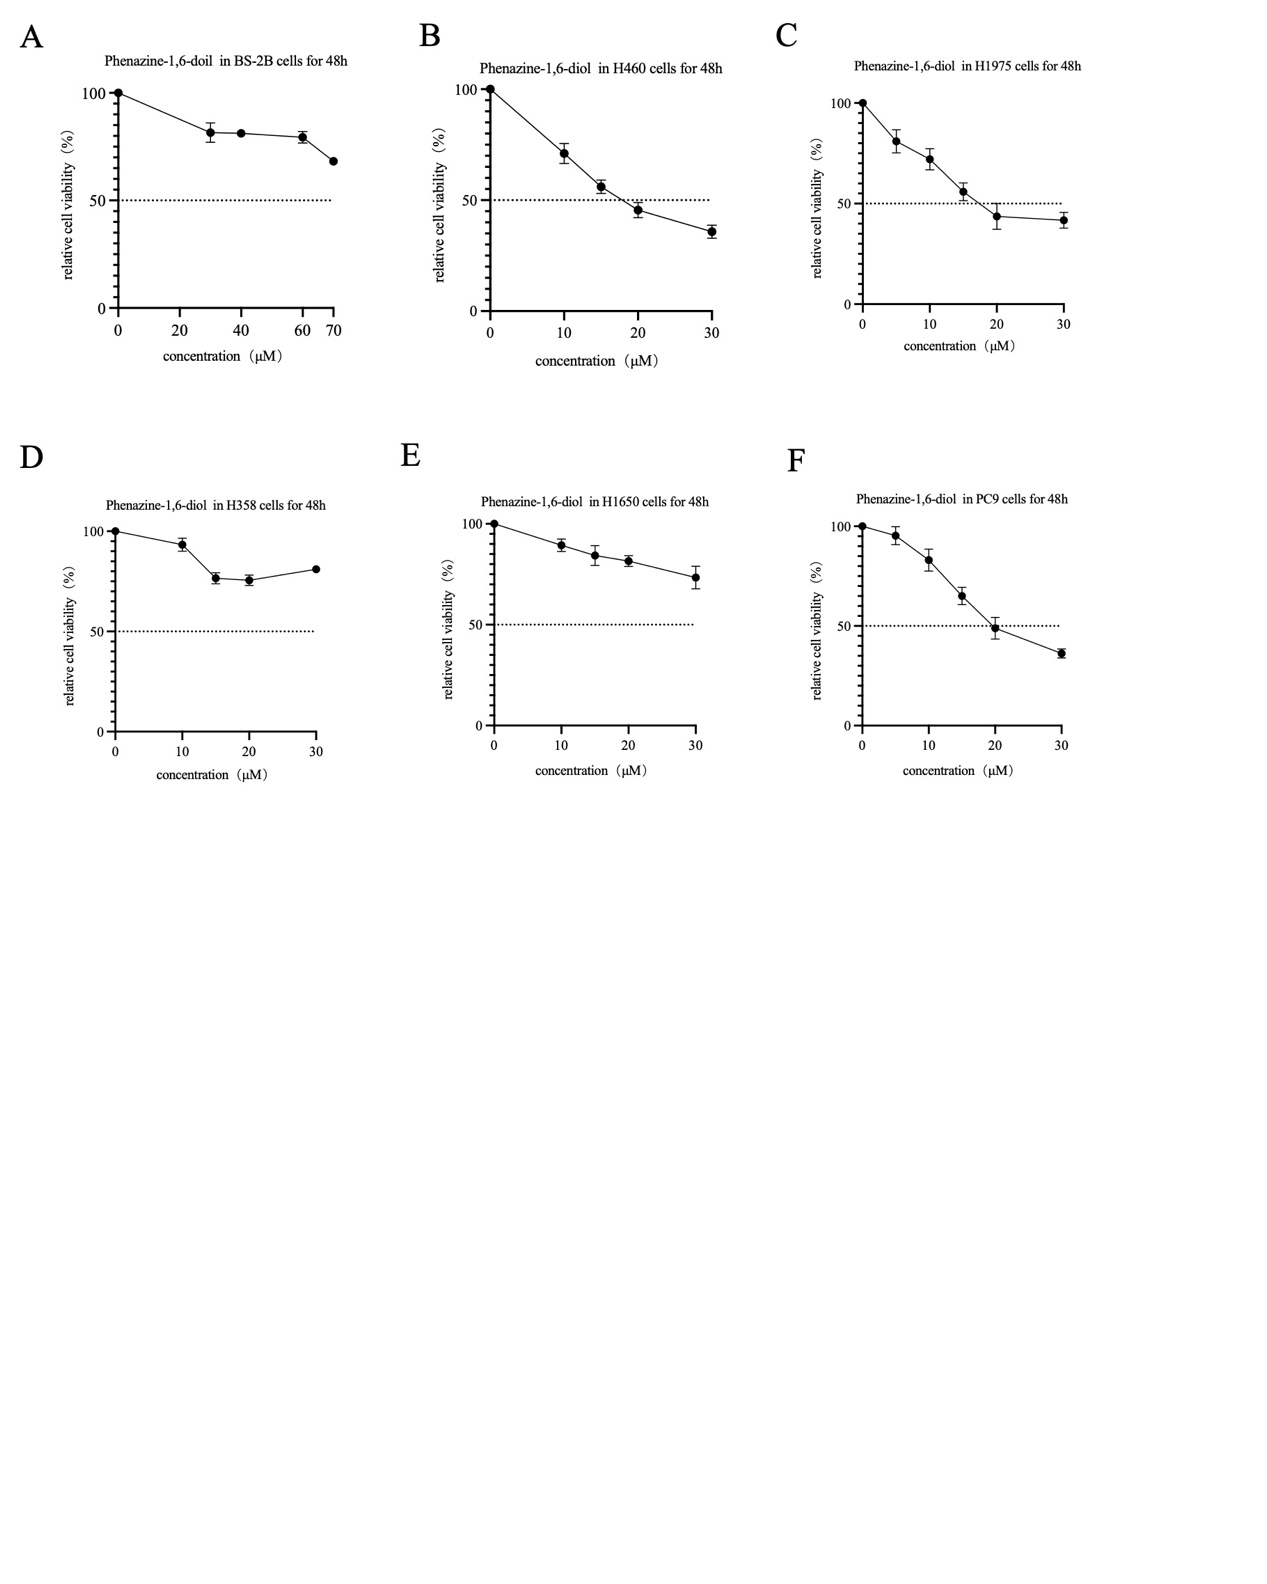 A
Phenazine-1,6-doil in BS-2B cells for 48h
relative cell viability（%）
100
50
0
0 20 40 60 70
concentration（μM）
B
Phenazine-1,6-diol in H460 cells for 48h
relative cell viability（%）
100
50
0
0 10 20 30
concentration（μM）
C
Phenazine-1,6-diol in H1975 cells for 48h
relative cell viability（%）
100
50
0
0 10 20 30
concentration（μM）
D
Phenazine-1,6-diol in H358 cells for 48h
relative cell viability（%）
100
50
0
0 10 20 30
concentration（μM）
E
Phenazine-1,6-diol in H1650 cells for 48h
relative cell viability（%）
100
50
0
0 10 20 30
concentration（μM）
F
Phenazine-1,6-diol in PC9 cells for 48h
relative cell viability（%）
100
50
0
0 10 20 30
concentration（μM）